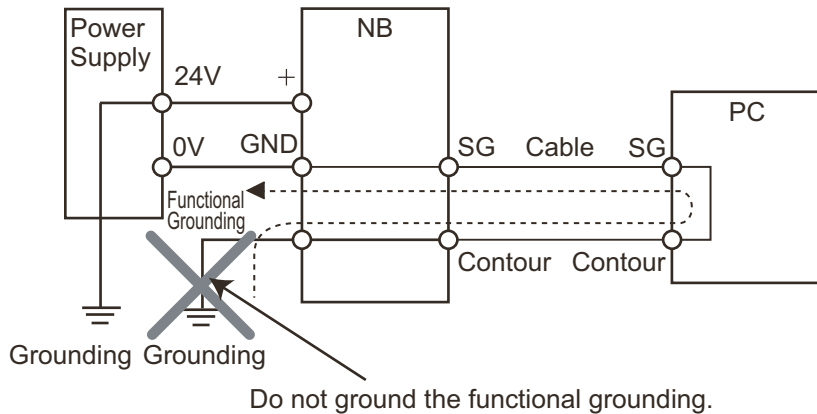 Power
Supply
NB
24V
+
PC
0V
GND
SG
Cable
SG
Functional
Grounding
Contour
Contour
Grounding
Grounding
Do not ground the functional grounding.